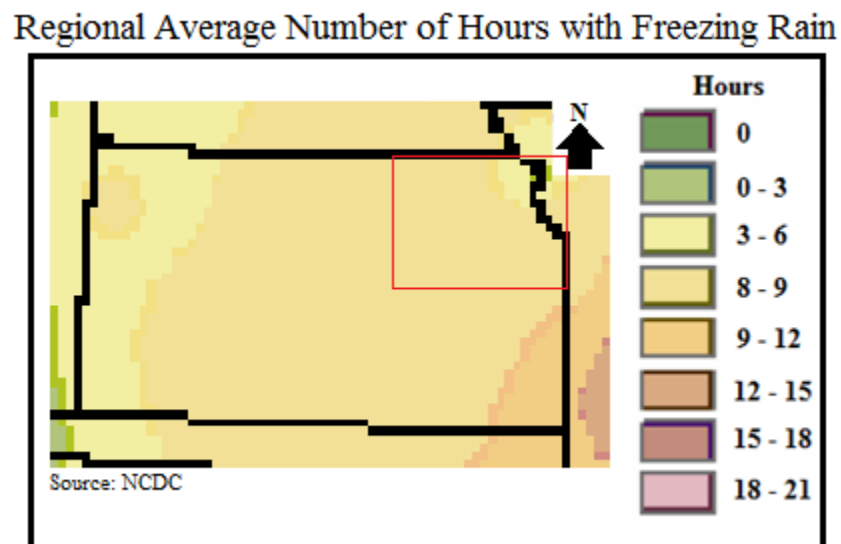 Regional Average Number of Hours with Freezing Rain
Hours
N
0
0 - 3
3 - 6
8 - 9
9 - 12
12 - 15
15 - 18
18 - 21
Source: NCDC